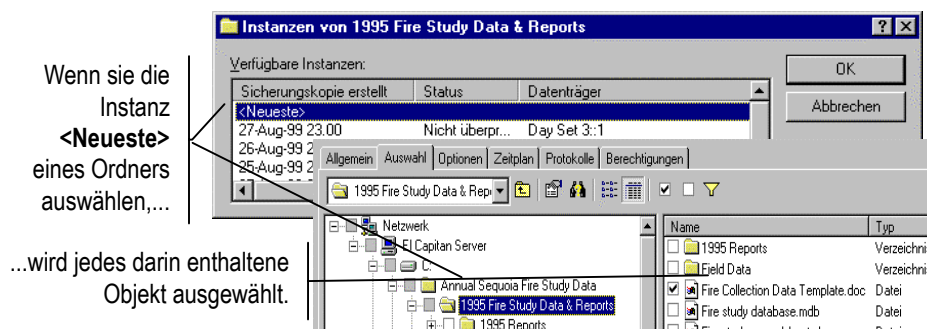 Instanzen von 1995 Fire Study Data & Reports
Verfügbare Instanzen:
Sicherungskopie erstellt Status Datenträger
<Neueste>
27-Aug-99 23.00 Nicht überpr... Day Set 3::1
26-Aug-99 2
25-Aug-99 2
OK
Abbrechen
Wenn sie die
Instanz
<Neueste>
eines Ordners
auswählen,...
Allgemein Auswahl Optionen Zeitplan Protokolle Berechtigungen
1995 Fire Study Data & Repo
Netzwerk
El Capitan Server
C:
Annual Sequoia Fire Study Data
1995 Fire Study Data & Reports
1995 Reports
Name Typ
1995 Reports Verzeichni
Field Data Verzeichni
Fire Collection Data Template.doc Datei
Fire study database.mdb Datei
...wird jedes darin enthaltene
Objekt ausgewählt.